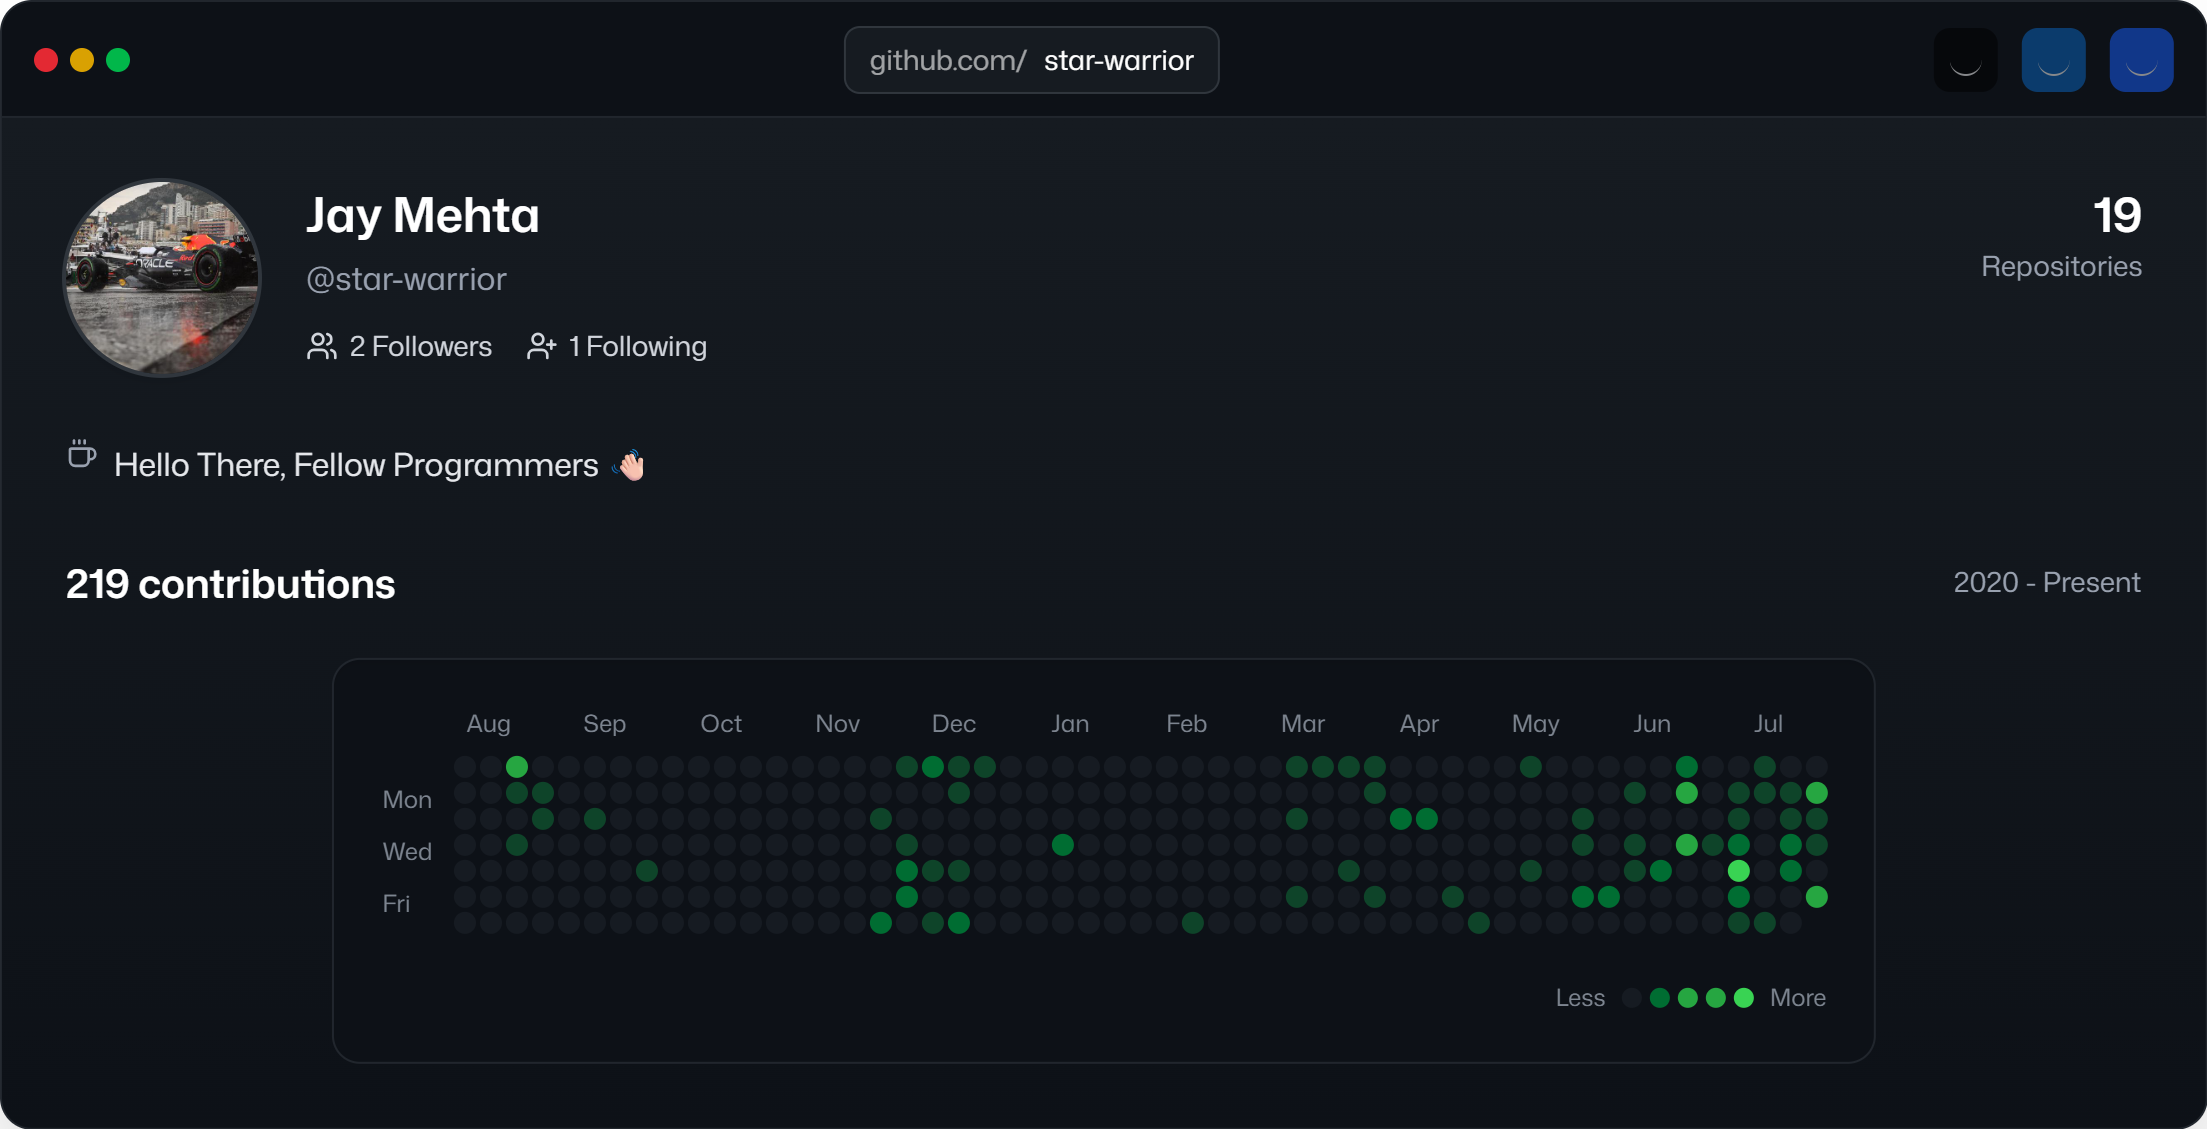 github.com/ star-warrior
Jay Mehta
@star-warrior
2 Followers 1 Following
19
Repositories
ORACLE
Hello There, Fellow Programmers 👋🏻
219 contributions
2020 - Present
Aug Sep Oct Nov Dec Jan Feb Mar Apr May Jun Jul
Mon
Wed
Fri
Less More